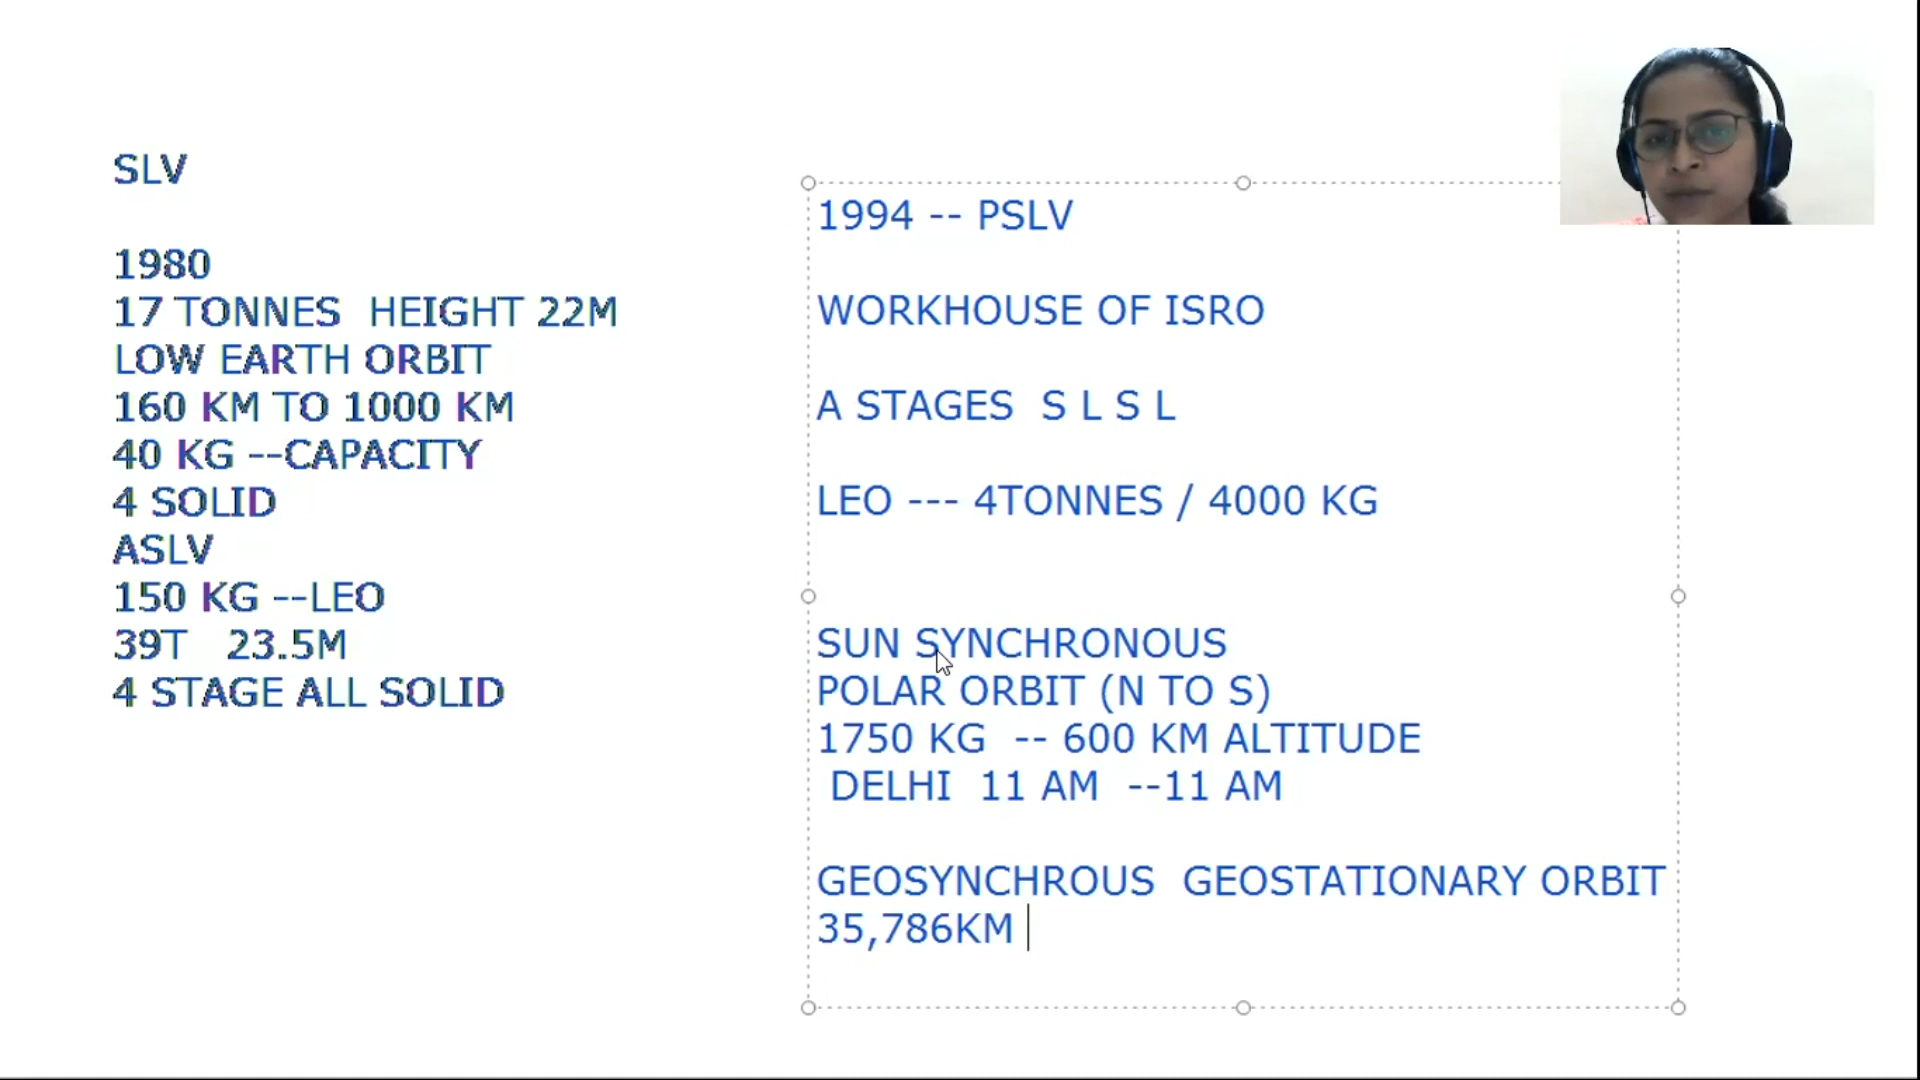 SLV
1980
17 TONNES HEIGHT 22M
LOW EARTH ORBIT
160 KM TO 1000 KM
40 KG --CAPACITY
4 SOLID
ASLV
150 KG --LEO
39T 23.5M
4 STAGE ALL SOLID
1994 -- PSLV
WORKHOUSE OF ISRO
A STAGES S L S L
LEO --- 4TONNES / 4000 KG
SUN SYNCHRONOUS
POLAR ORBIT (N TO S)
1750 KG -- 600 KM ALTITUDE
DELHI 11 AM --11 AM
GEOSYNCHROUS GEOSTATIONARY ORBIT
35,786KM